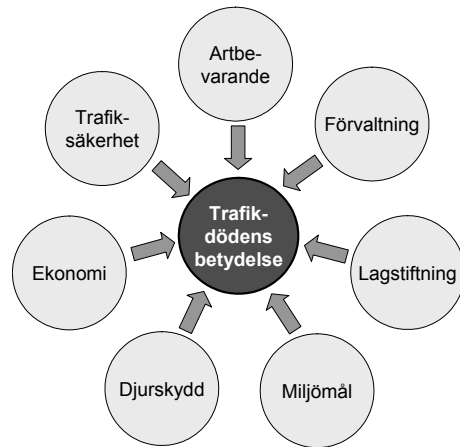 Artbe-
varande
Förvaltning
Lagstiftning
Miljömål
Djurskydd
Ekonomi
Trafik-
säkerhet
Trafik-
dödens
betydelse